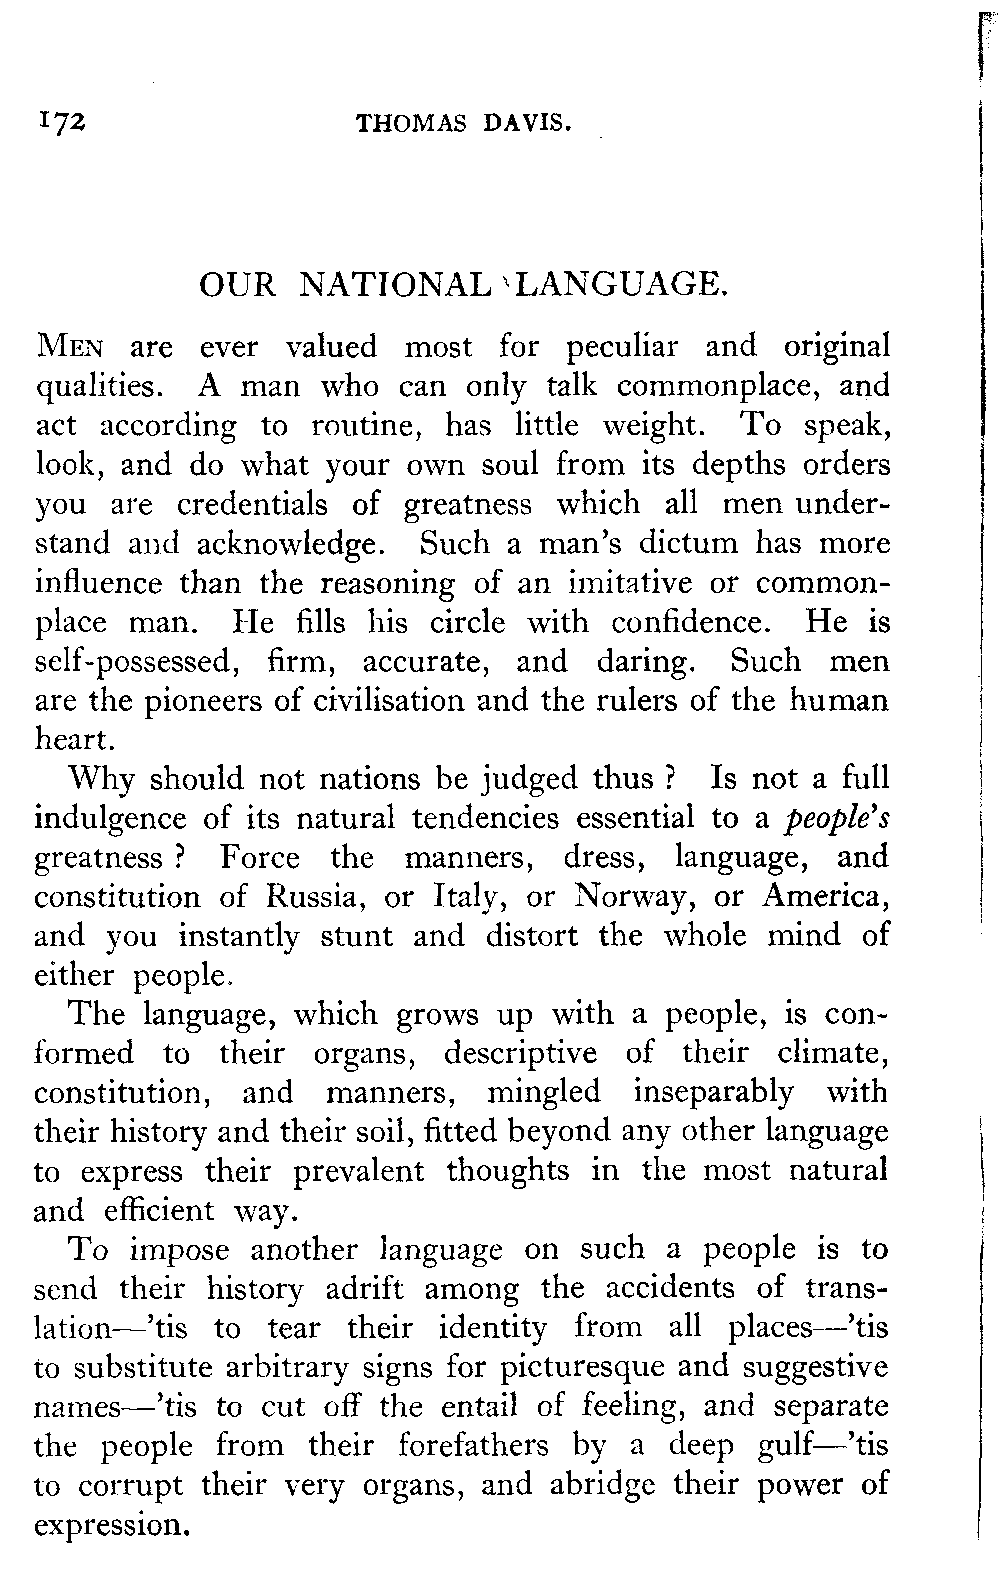 172 THOMAS DAVIS.
OUR NATIONAL LANGUAGE.
MEN are ever valued most for peculiar and original
qualities. A man who can only talk commonplace, and
act according to routine, has little weight. To speak,
look, and do what your own soul from its depths orders
you are credentials of greatness which all men under-
stand and acknowledge. Such a man's dictum has more
influence than the reasoning of an imitative or common-
place man. He fills his circle with confidence. He is
self-possessed, firm, accurate, and daring. Such men
are the pioneers of civilisation and the rulers of the human
heart.
Why should not nations be judged thus ? Is not a full
indulgence of its natural tendencies essential to a people's
greatness ? Force the manners, dress, language, and
constitution of Russia, or Italy, or Norway, or America,
and you instantly stunt and distort the whole mind of
either people.
The language, which grows up with a people, is con-
formed to their organs, descriptive of their climate,
constitution, and manners, mingled inseparably with
their history and their soil, fitted beyond any other language
to express their prevalent thoughts in the most natural
and efficient way.
To impose another language on such a people is to
send their history adrift among the accidents of trans-
lation—'tis to tear their identity from all places—'tis
to substitute arbitrary signs for picturesque and suggestive
names—'tis to cut off the entail of feeling, and separate
the people from their forefathers by a deep gulf—'tis
to corrupt their very organs, and abridge their power of
expression.